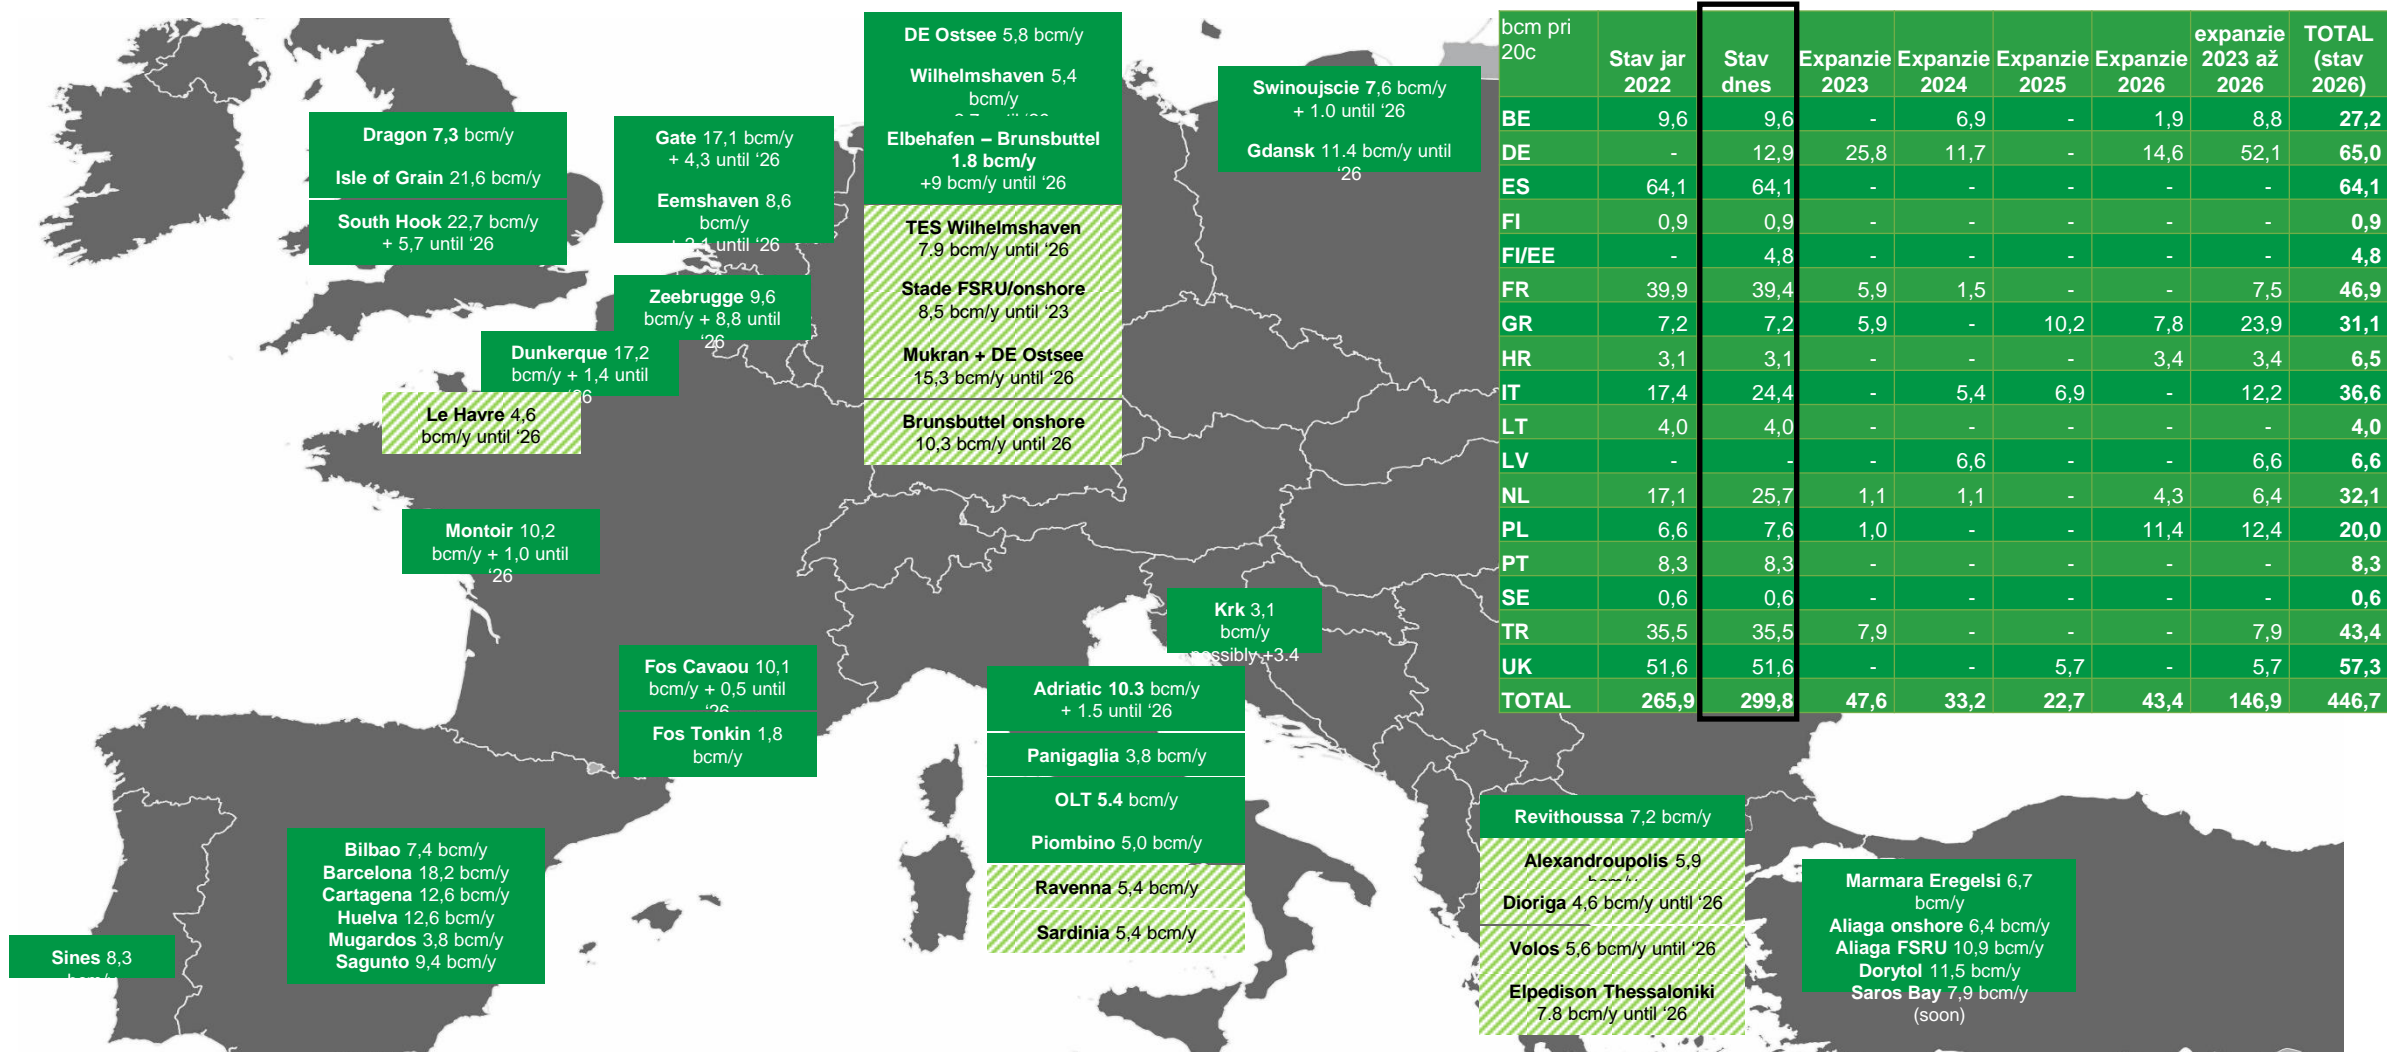 DE Ostsee 5,8 bcm/y
Wilhelmshaven 5,4
bcm/y
Elbehafen – Brunsbuttel
1.8 bcm/y
+9 bcm/y until ‘26
TES Wilhelmshaven
7.9 bcm/y until ‘26
Stade FSRU/onshore
8,5 bcm/y until ‘23
Mukran + DE Ostsee
15,3 bcm/y until ‘26
Brunsbuttel onshore
10,3 bcm/y until 26
Swinoujscie 7,6 bcm/y
+ 1.0 until ‘26
Gdansk 11.4 bcm/y until
‘26
Dragon 7,3 bcm/y
Isle of Grain 21,6 bcm/y
South Hook 22,7 bcm/y
+ 5,7 until ‘26
Gate 17,1 bcm/y
+ 4,3 until ‘26
Eemshaven 8,6
bcm/y
+ 2,1 until ‘26
Zeebrugge 9,6
bcm/y + 8,8 until
‘26
Dunkerque 17,2
bcm/y + 1,4 until
‘26
Le Havre 4,6
bcm/y until ‘26
Montoir 10,2
bcm/y + 1,0 until
‘26
Fos Cavaou 10,1
bcm/y + 0,5 until
‘26
Fos Tonkin 1,8
bcm/y
Krk 3,1
bcm/y
possibly +3.4
Adriatic 10.3 bcm/y
+ 1.5 until ‘26
Panigaglia 3,8 bcm/y
OLT 5.4 bcm/y
Piombino 5,0 bcm/y
Ravenna 5,4 bcm/y
Sardinia 5,4 bcm/y
Bilbao 7,4 bcm/y
Barcelona 18,2 bcm/y
Cartagena 12,6 bcm/y
Huelva 12,6 bcm/y
Mugardos 3,8 bcm/y
Sagunto 9,4 bcm/y
Sines 8,3
bcm/y
Revithoussa 7,2 bcm/y
Alexandroupolis 5,9
bcm/y
Dioriga 4,6 bcm/y until ‘26
Volos 5,6 bcm/y until ‘26
Elpedison Thessaloniki
7.8 bcm/y until ‘26
Marmara Eregelsi 6,7
bcm/y
Aliaga onshore 6,4 bcm/y
Aliaga FSRU 10,9 bcm/y
Dorytol 11,5 bcm/y
Saros Bay 7,9 bcm/y
(soon)
bcm pri 20c Stav jar 2022 Stav dnes Expanzie 2023 Expanzie 2024 Expanzie 2025 Expanzie 2026 expanzie 2023 až 2026 TOTAL (stav 2026)
BE 9,6 9,6 - 6,9 - 1,9 8,8 27,2
DE - 12,9 25,8 11,7 - 14,6 52,1 65,0
ES 64,1 64,1 - - - - - 64,1
FI 0,9 0,9 - - - - - 0,9
FI/EE - 4,8 - - - - - 4,8
FR 39,9 39,4 5,9 1,5 - - 7,5 46,9
GR 7,2 7,2 5,9 - 10,2 7,8 23,9 31,1
HR 3,1 3,1 - - - 3,4 3,4 6,5
IT 17,4 24,4 - 5,4 6,9 - 12,2 36,6
LT 4,0 4,0 - - - - - 4,0
LV - - - 6,6 - - 6,6 6,6
NL 17,1 25,7 1,1 1,1 - 4,3 6,4 32,1
PL 6,6 7,6 1,0 - - 11,4 12,4 20,0
PT 8,3 8,3 - - - - - 8,3
SE 0,6 0,6 - - - - - 0,6
TR 35,5 35,5 7,9 - - - 7,9 43,4
UK 51,6 51,6 - - 5,7 - 5,7 57,3
TOTAL 265,9 299,8 47,6 33,2 22,7 43,4 146,9 446,7